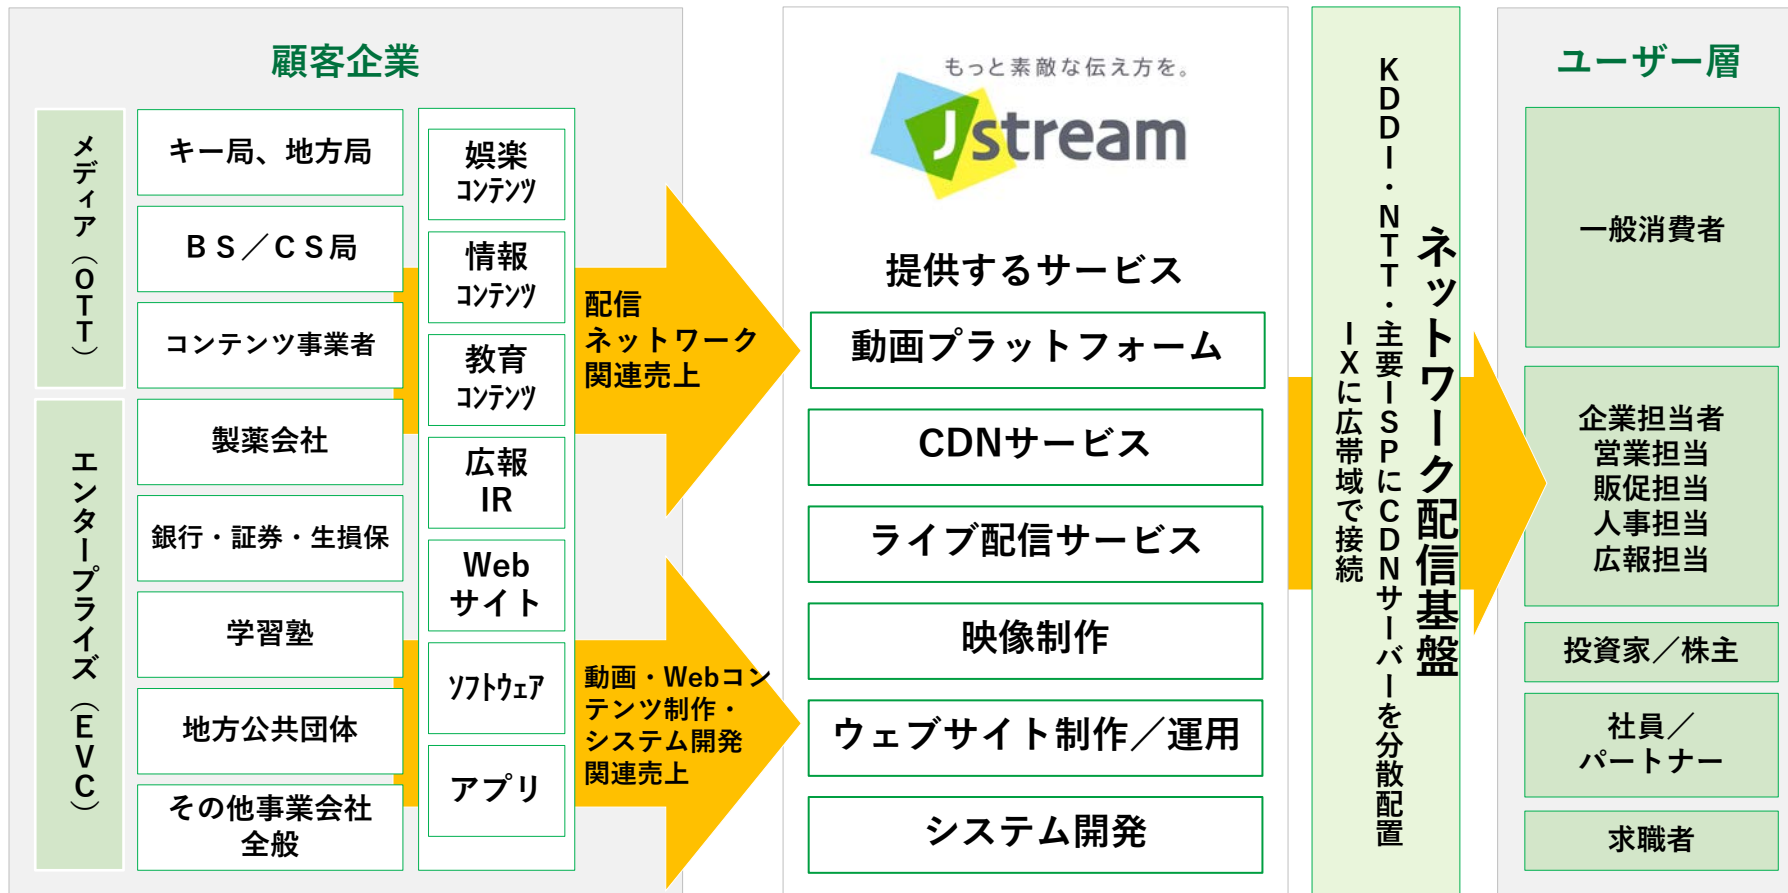 顧客企業
メディア（OTT）
キー局、地方局
ＢＳ／ＣＳ局
コンテンツ事業者
エンタープライズ（EVC）
製薬会社
銀行・証券・生損保
学習塾
地方公共団体
その他事業会社
全般
娯楽
ｺﾝﾃﾝﾂ
情報
ｺﾝﾃﾝﾂ
教育
ｺﾝﾃﾝﾂ
広報
IR
Web
サイト
ｿﾌﾄｳｪｱ
アプリ
配信
ネットワーク
関連売上
動画・Webコン
テンツ制作・
システム開発
関連売上
もっと素敵な伝え方を。
Jstream
提供するサービス
動画プラットフォーム
CDNサービス
ライブ配信サービス
映像制作
ウェブサイト制作／運用
システム開発
ネットワーク配信基盤
KDDI・NTT・主要ISPにCDNサーバーを分散配置
IXに広帯域で接続
ユーザー層
一般消費者
企業担当者
営業担当
販促担当
人事担当
広報担当
投資家／株主
社員／
パートナー
求職者